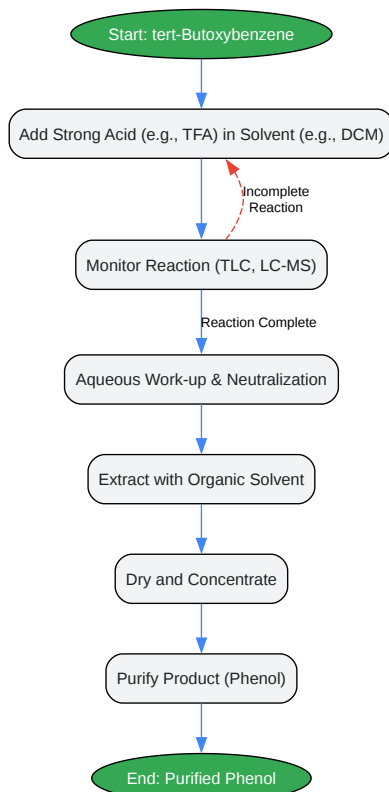 Start: tert-Butoxybenzene
Add Strong Acid (e.g., TFA) in Solvent (e.g., DCM)
Incomplete
Reaction
Monitor Reaction (TLC, LC-MS)
Reaction Complete
Aqueous Work-up & Neutralization
Extract with Organic Solvent
Dry and Concentrate
Purify Product (Phenol)
End: Purified Phenol